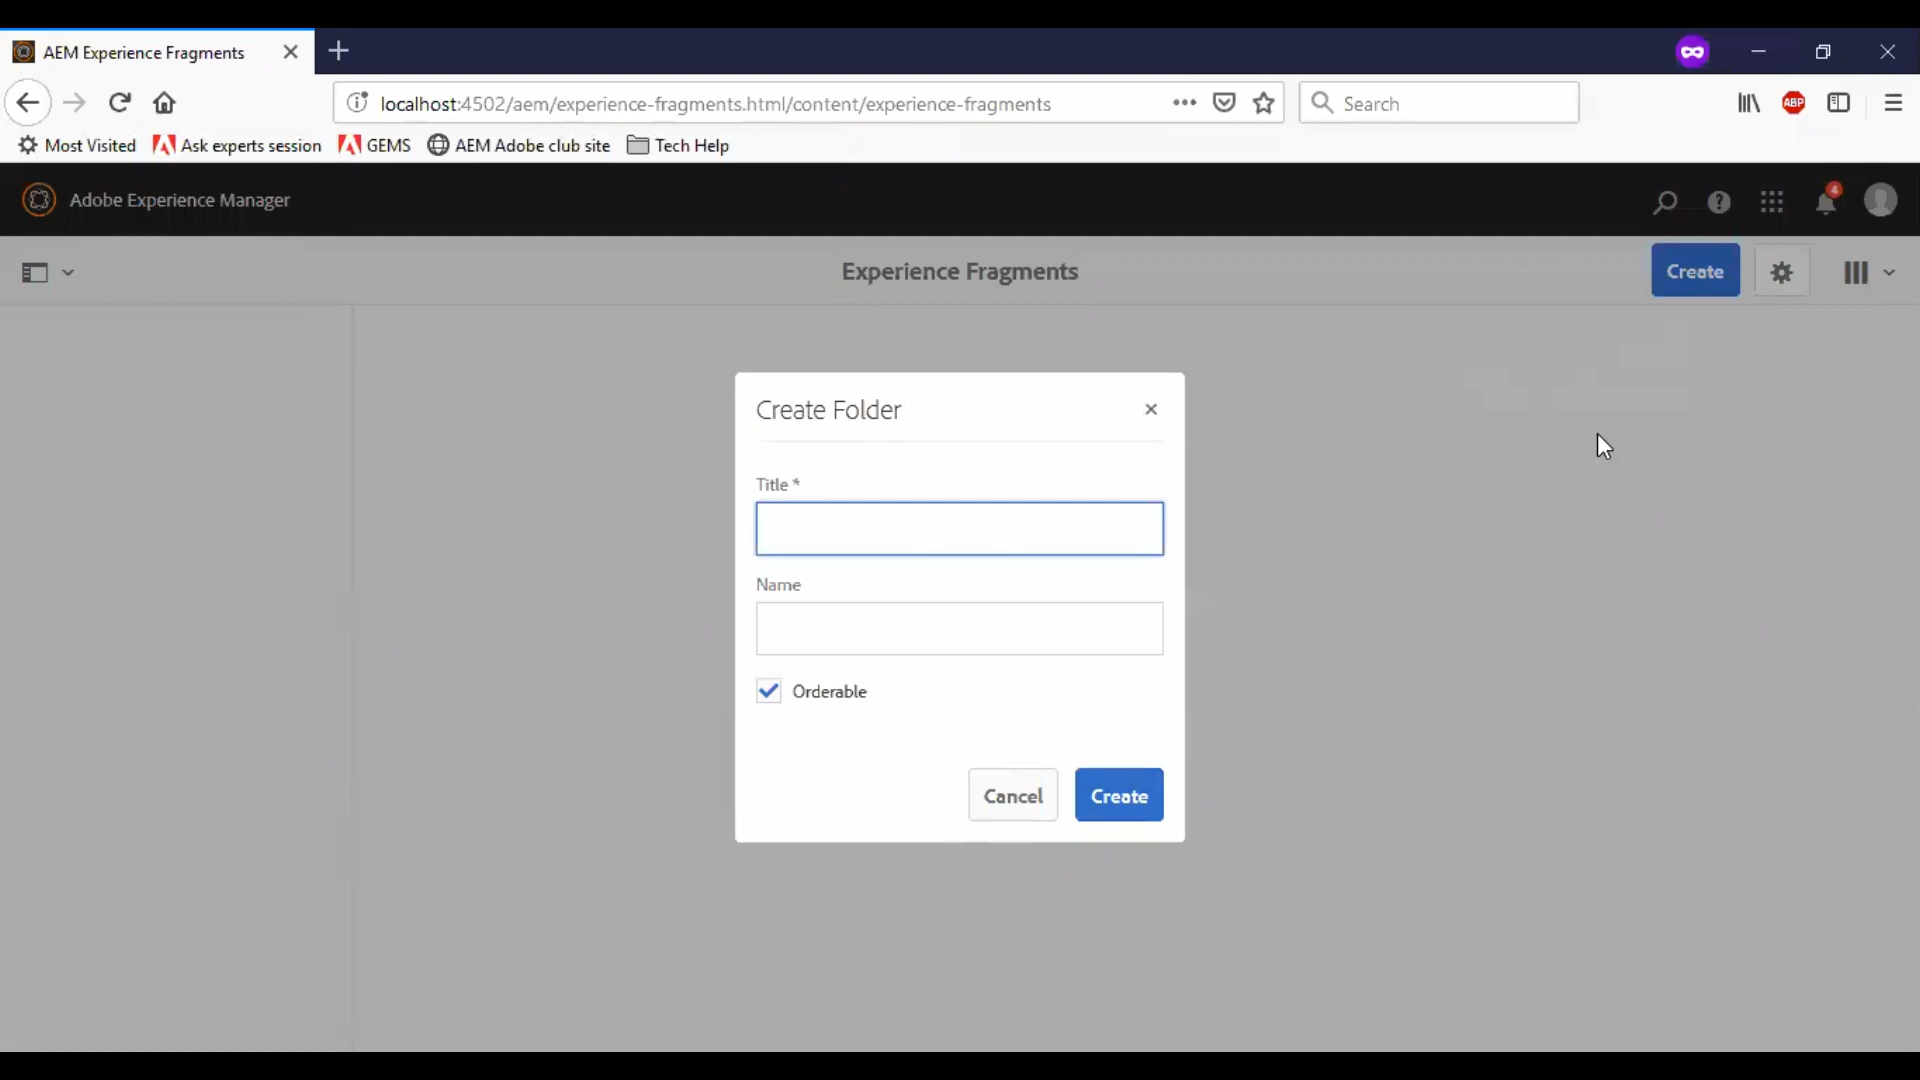 AEM Experience Fragments
localhost:4502/aem/experience-fragments.html/content/experience-fragments
Search
ABP
Most Visited
Ask experts session
GEMS
AEM Adobe club site
Tech Help
Adobe Experience Manager
4
Experience Fragments
Create
Create Folder
Title *
Name
Orderable
Cancel
Create